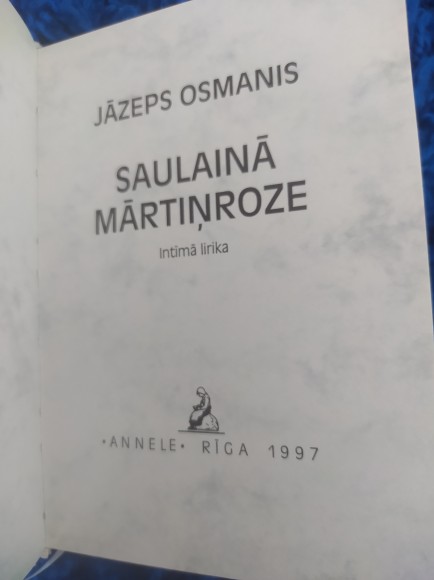 JĀZEPS OSMANIS
SAULAINĀ
MĀRTIŅROZE
Intīmā lirika
•ANNELE• RĪGA 1997